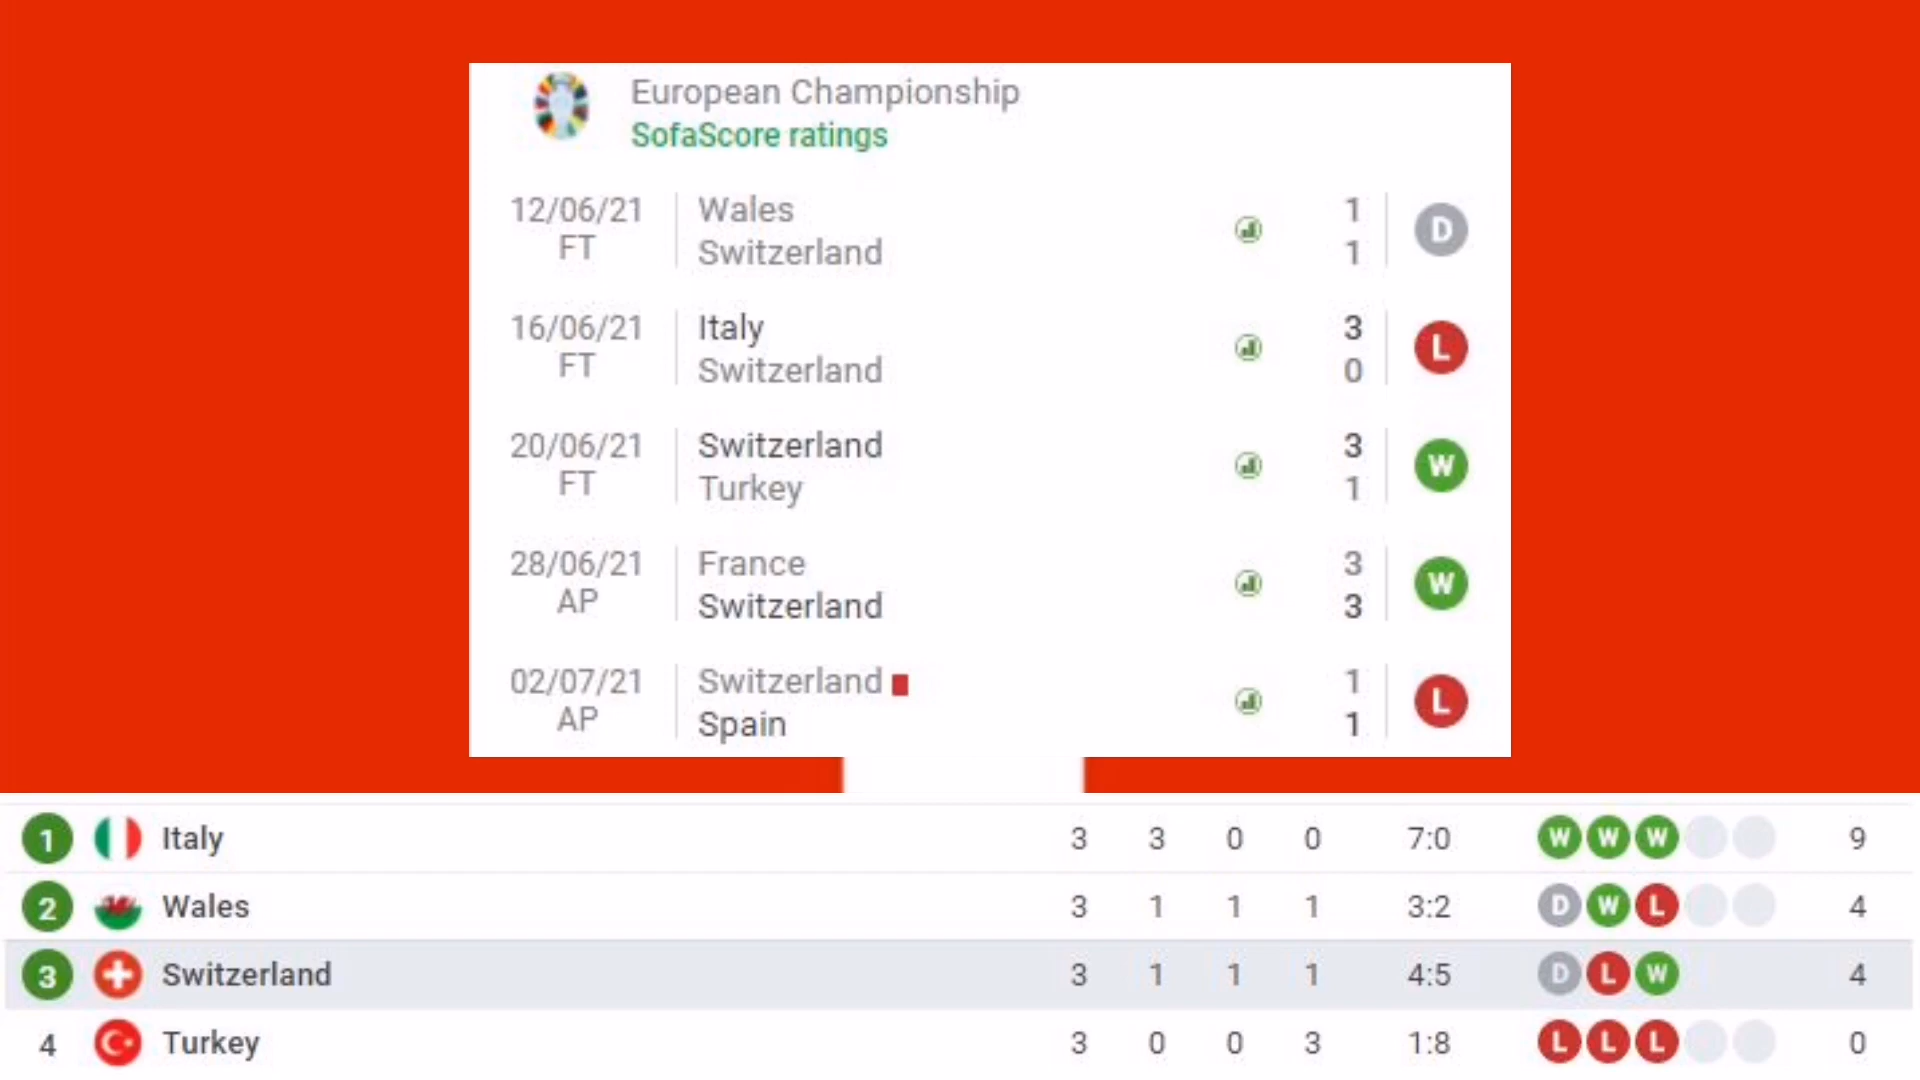 European Championship
SofaScore ratings
12/06/21 Wales 1 D
FT Switzerland 1
16/06/21 Italy 3 L
FT Switzerland 0
20/06/21 Switzerland 3 W
FT Turkey 1
28/06/21 France 3 W
AP Switzerland 3
02/07/21 Switzerland 1 L
AP Spain 1
1 Italy 3 3 0 0 7:0 W W W 9
2 Wales 3 1 1 1 3:2 D W L 4
3 Switzerland 3 1 1 1 4:5 D L W 4
4 Turkey 3 0 0 3 1:8 L L L 0